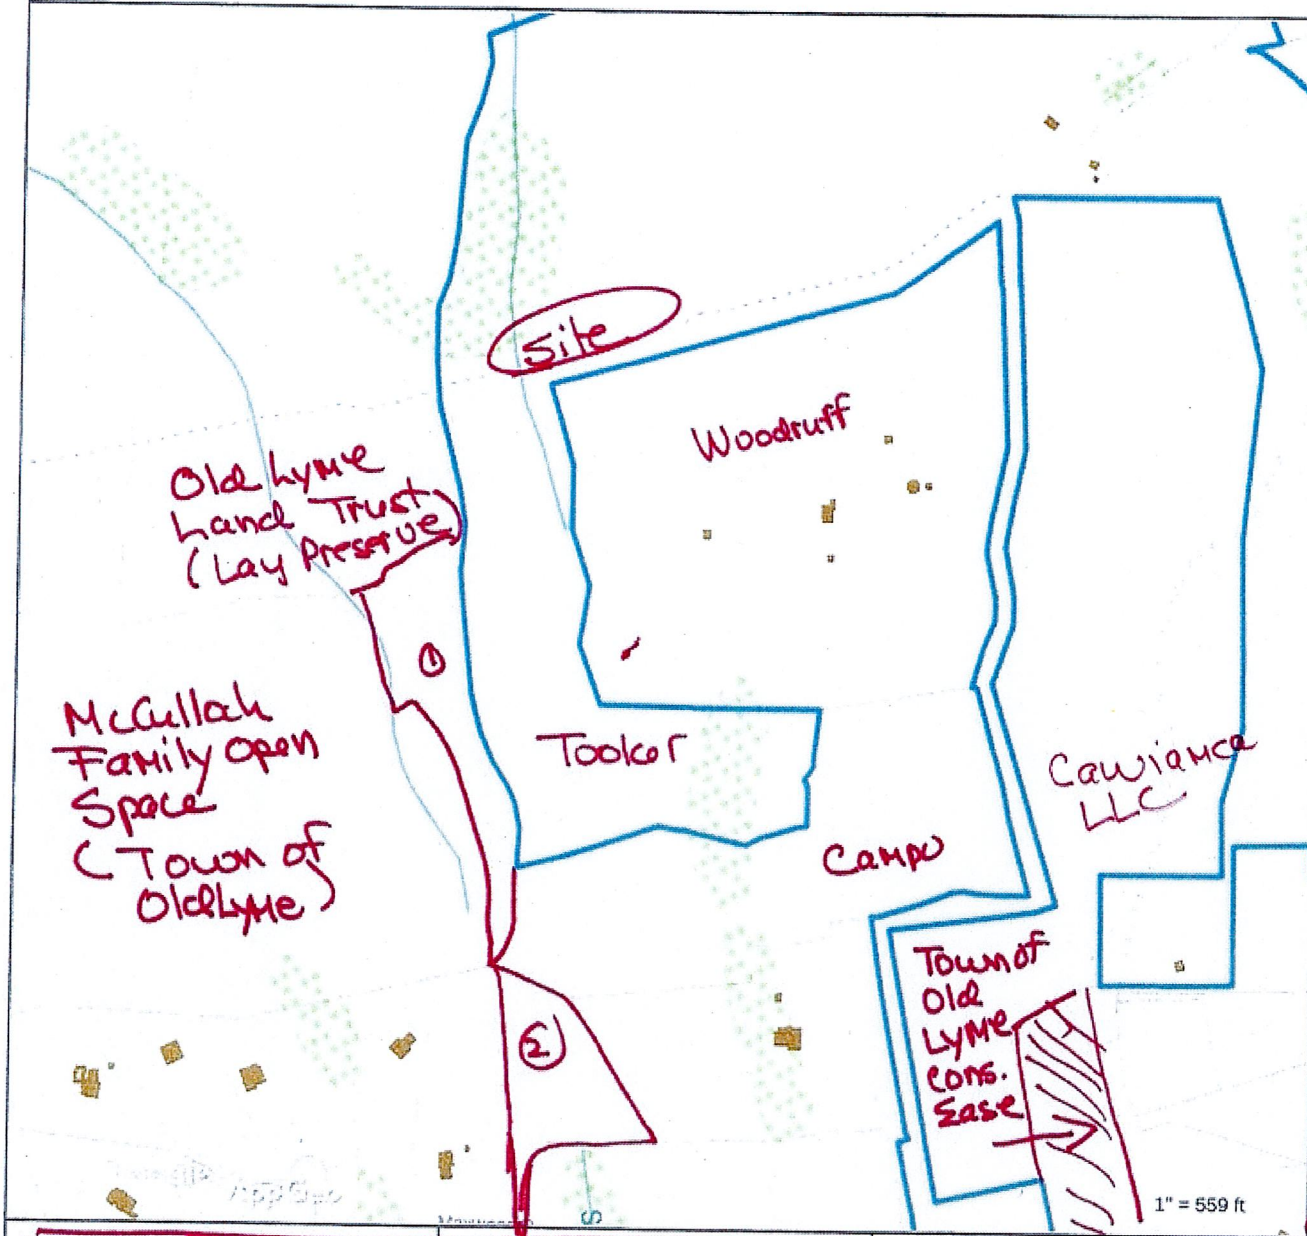 Site
Woodruff
Old Lyme
Land Trust
(Lay Preserve)
1
McCulloch
Family Open
Space
(Town of
Old Lyme)
Tooker
Cawianca
LLC
Campo
Town of
Old
Lyme
Cons.
Ease
2
S
1" = 559 ft